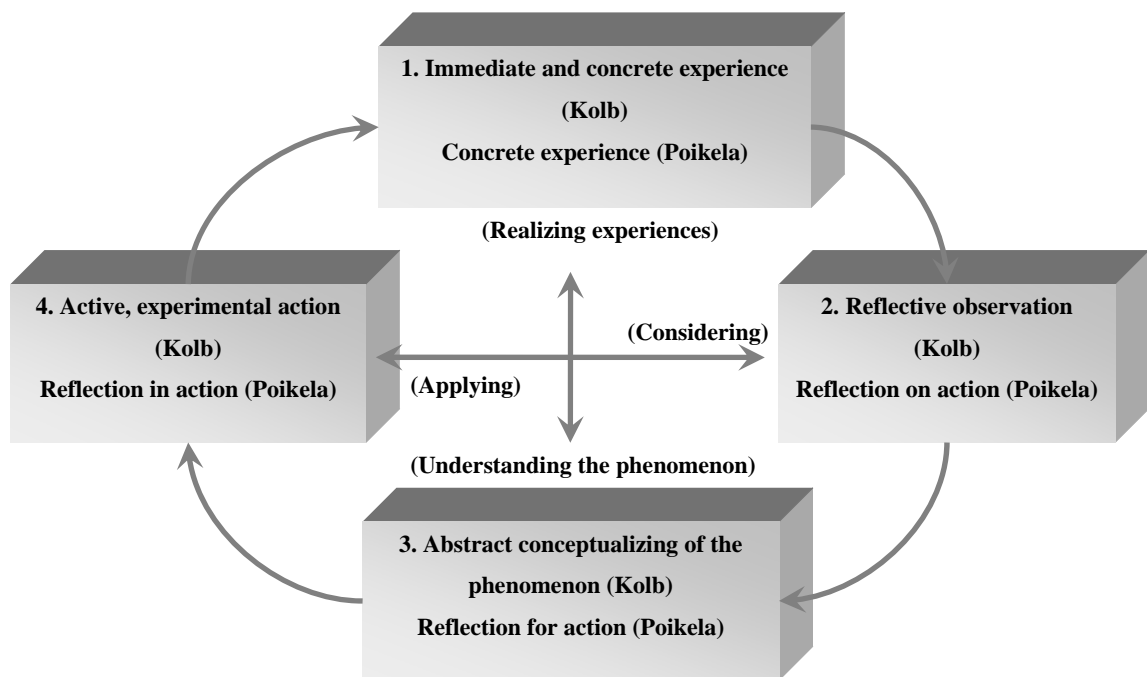 1. Immediate and concrete experience
(Kolb)
Concrete experience (Poikela)
(Realizing experiences)
4. Active, experimental action
(Kolb)
Reflection in action (Poikela)
(Considering)
(Applying)
2. Reflective observation
(Kolb)
Reflection on action (Poikela)
(Understanding the phenomenon)
3. Abstract conceptualizing of the
phenomenon (Kolb)
Reflection for action (Poikela)